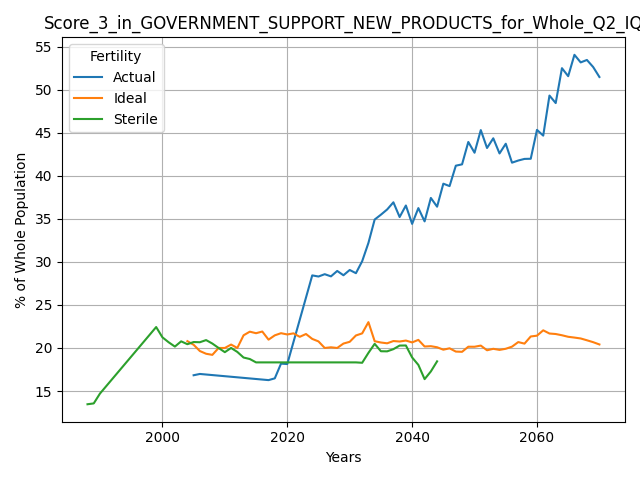 Score_3_in_GOVERNMENT_SUPPORT_NEW_PRODUCTS_for_Whole_Q2_IQ
55
50
45
40
35
30
25
20
15
% of Whole Population
Fertility
Actual
Ideal
Sterile
2000 2020 2040 2060
Years